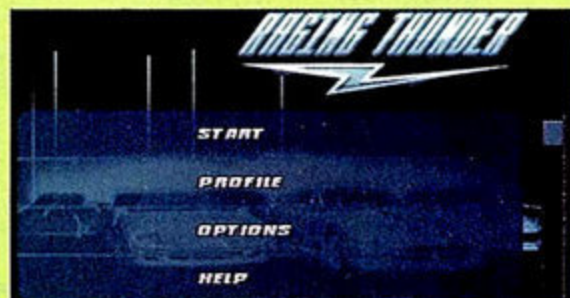 RAGING THUNDER
START
PROFILE
OPTIONS
HELP